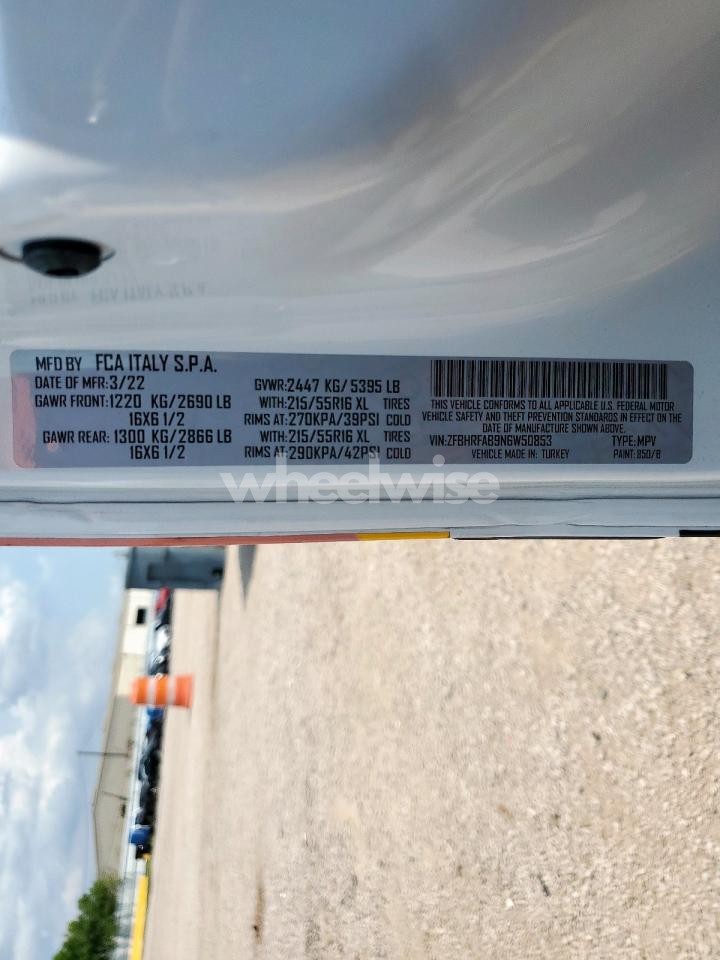 MFD BY FCA ITALY S.P.A.
DATE OF MFR:3/22 GVWR:2447 KG/5395 LB
GAWR FRONT:1220 KG/2690 LB WITH:215/55R16 XL TIRES
16X6 1/2 RIMS AT:270KPA/39PSI COLD
GAWR REAR:1300 KG/2866 LB WITH:215/55R16 XL TIRES
16X6 1/2 RIMS AT:290KPA/42PSI COLD
THIS VEHICLE CONFORMS TO ALL APPLICABLE U.S. FEDERAL MOTOR
VEHICLE SAFETY AND THEFT PREVENTION STANDARDS IN EFFECT ON THE
DATE OF MANUFACTURE SHOWN ABOVE.
VIN:ZFBHRFAB9N6W50853 TYPE:MPV
VEHICLE MADE IN: TURKEY PAINT: 850/B
wheelwise